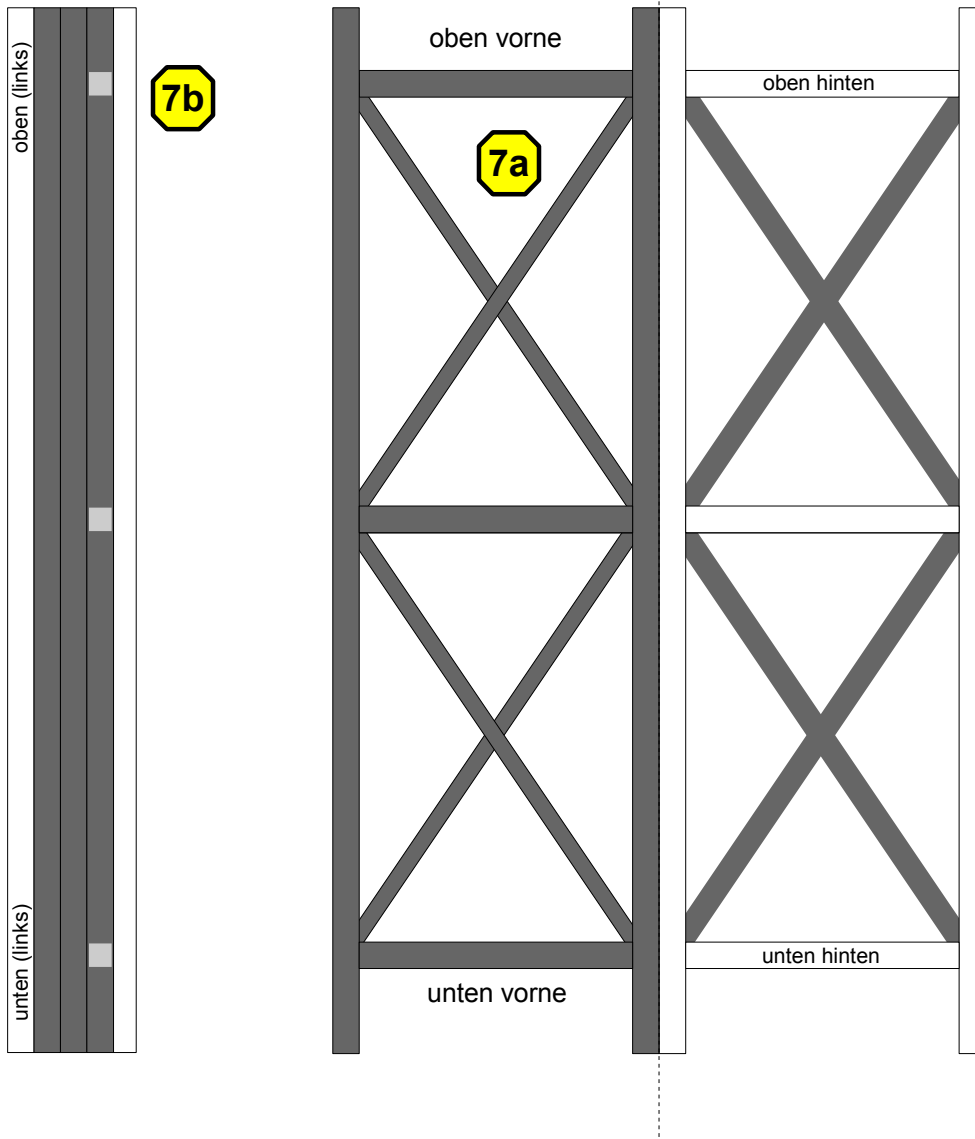 oben (links)
7b
unten (links)
oben vorne
7a
unten vorne
oben hinten
unten hinten